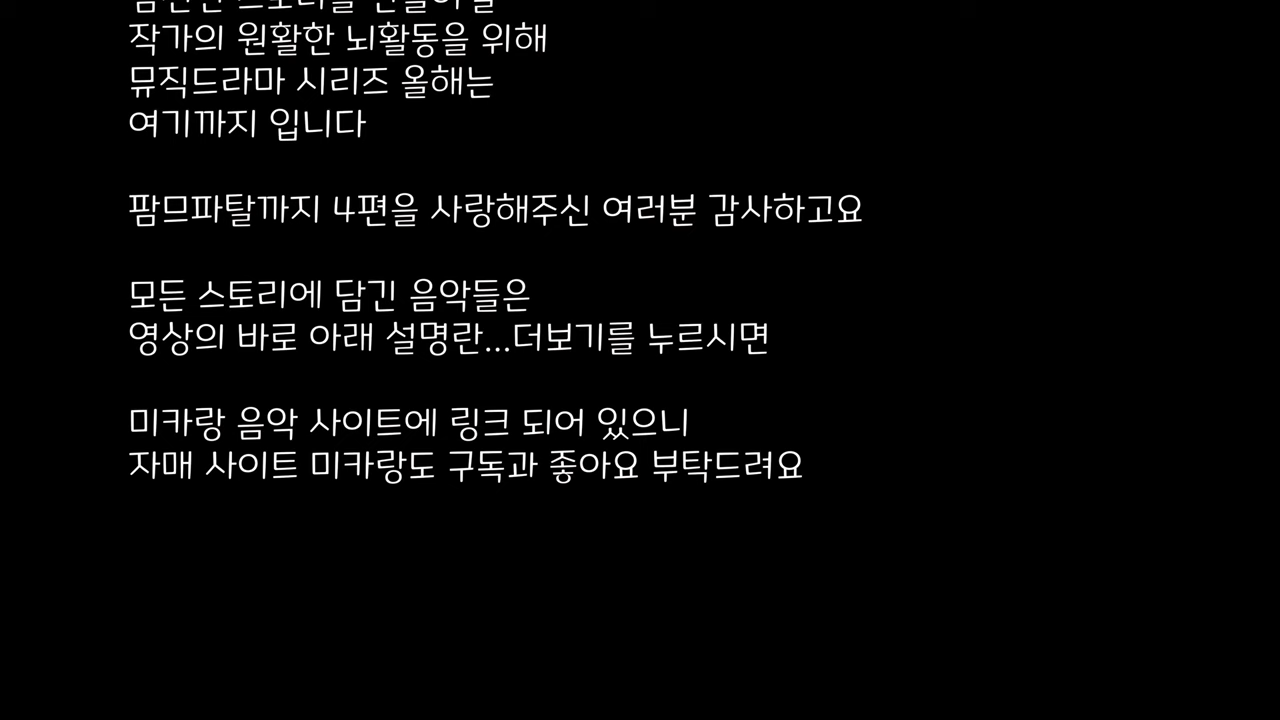 작가의 원활한 뇌활동을 위해
뮤직드라마 시리즈 올해는
여기까지 입니다
팜므파탈까지 4편을 사랑해주신 여러분 감사하고요
모든 스토리에 담긴 음악들은
영상의 바로 아래 설명란...더보기를 누르시면
미카랑 음악 사이트에 링크 되어 있으니
자매 사이트 미카랑도 구독과 좋아요 부탁드려요